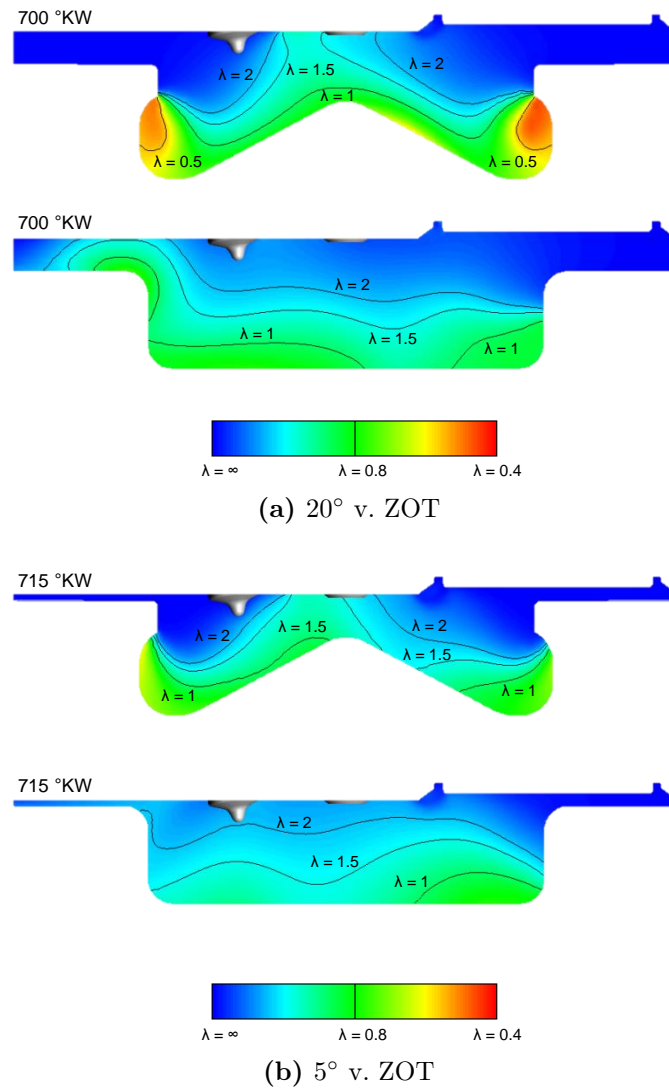 700 °KW
λ = 2
λ = 1.5
λ = 2
λ = 1
λ = 0.5
λ = 0.5
700 °KW
λ = 2
λ = 1
λ = 1.5
λ = 1
λ = ∞
λ = 0.8
λ = 0.4
(a) 20° v. ZOT
715 °KW
λ = 2
λ = 1.5
λ = 2
λ = 1.5
λ = 1
λ = 1
715 °KW
λ = 2
λ = 1.5
λ = 1
λ = ∞
λ = 0.8
λ = 0.4
(b) 5° v. ZOT